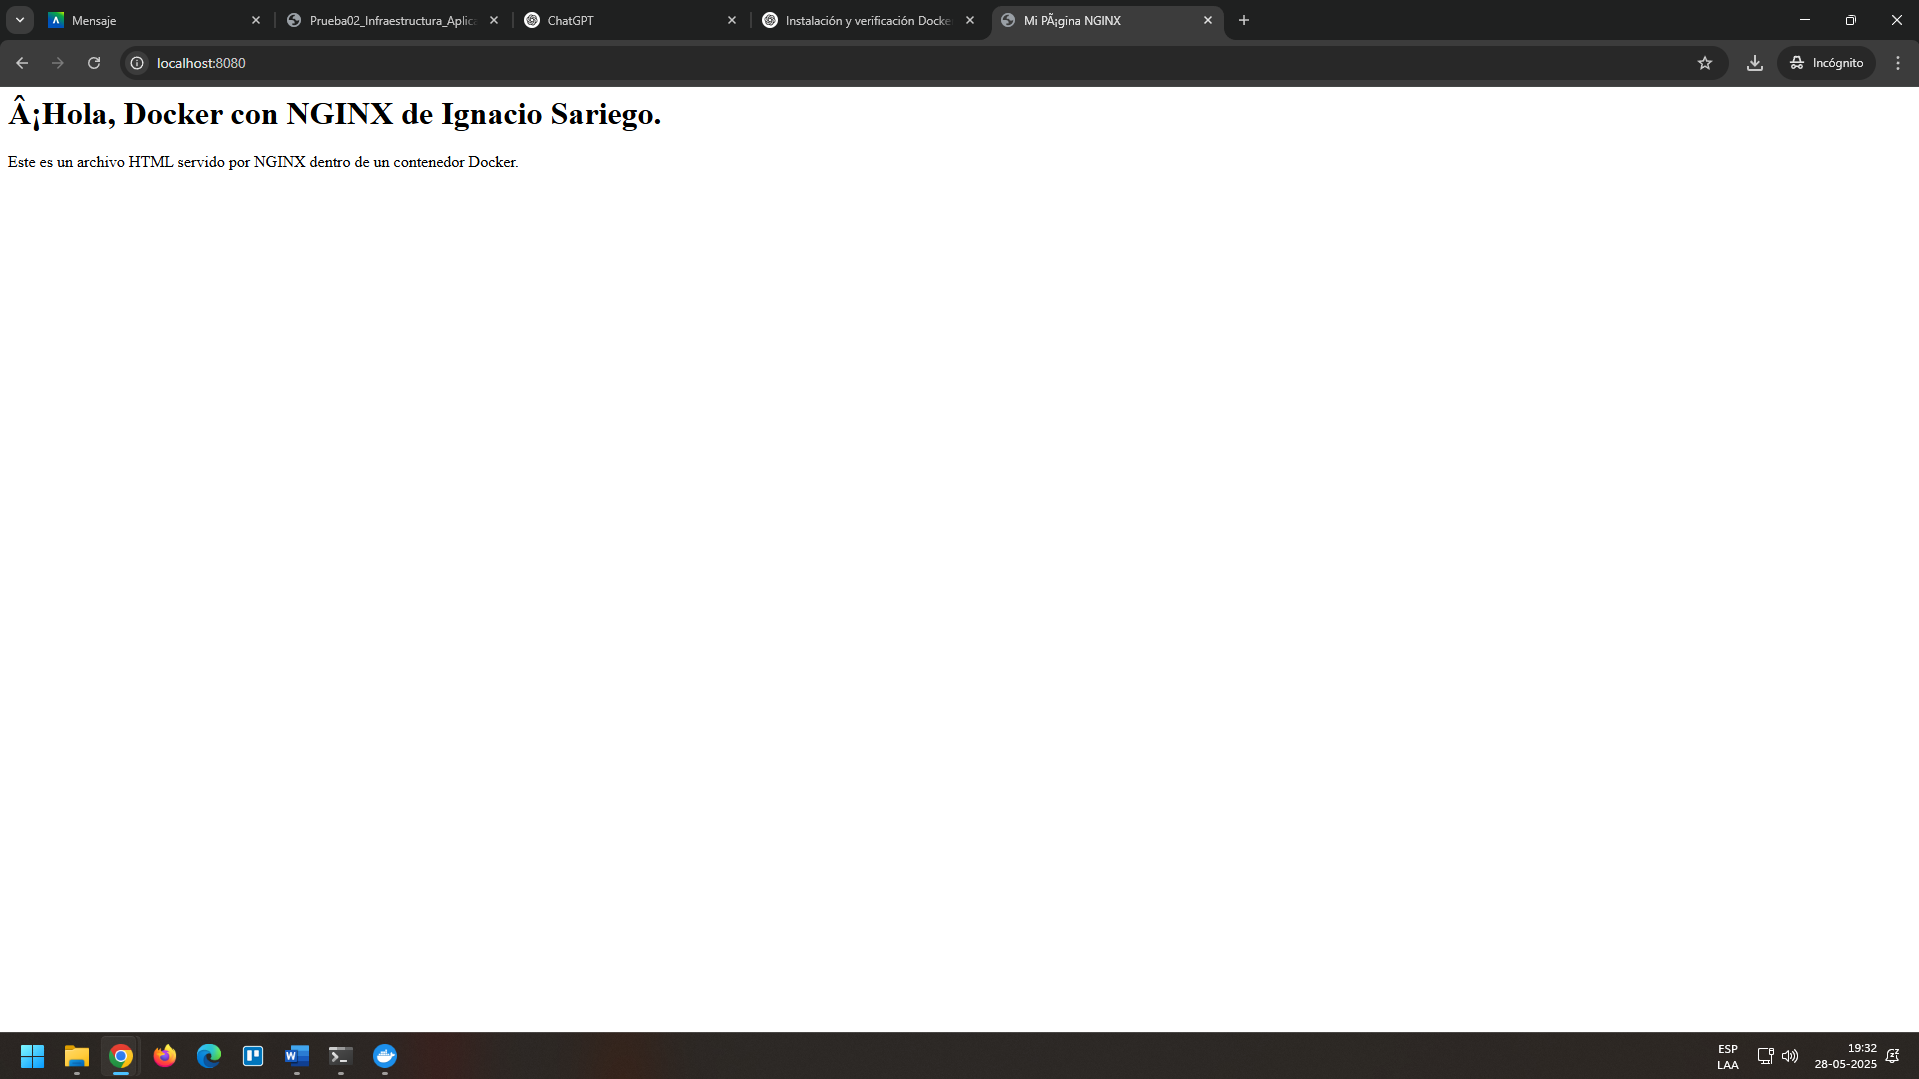 Mensaje
Prueba02_Infraestructura_Aplica
ChatGPT
Instalación y verificación Docke
Mi PÃ¡gina NGINX
localhost:8080
Incógnito
Â¡Hola, Docker con NGINX de Ignacio Sariego.
Este es un archivo HTML servido por NGINX dentro de un contenedor Docker.
ESP
LAA
19:32
28-05-2025